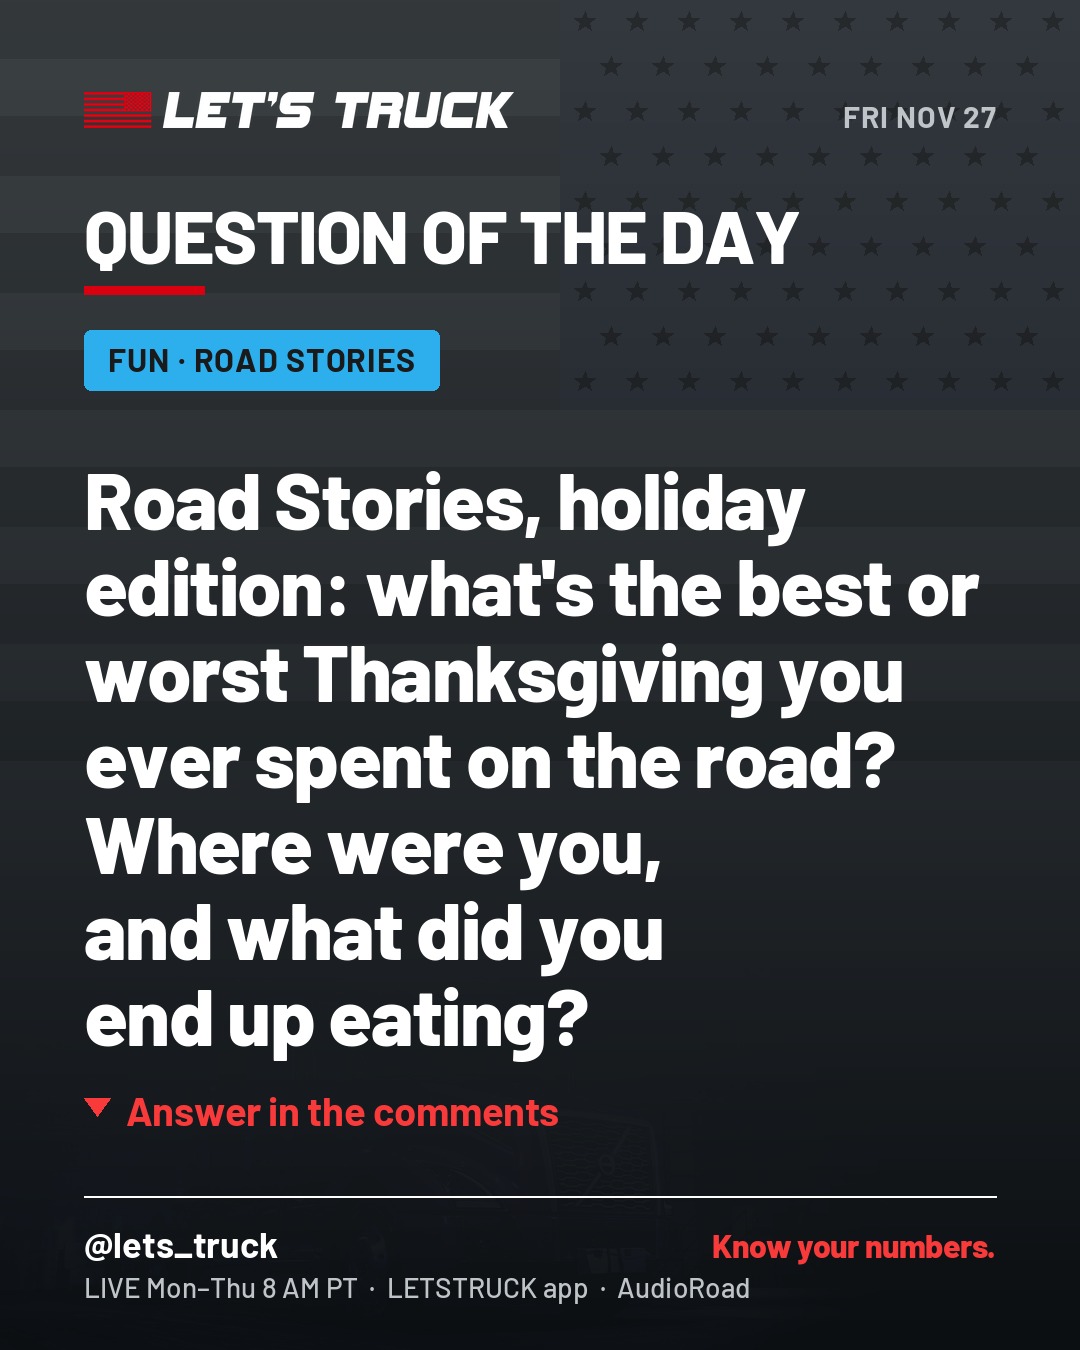 LET'S TRUCK
FRI NOV 27
QUESTION OF THE DAY
FUN · ROAD STORIES
Road Stories, holiday
edition: what's the best or
worst Thanksgiving you
ever spent on the road?
Where were you,
and what did you
end up eating?
Answer in the comments
@lets_truck
Know your numbers.
LIVE Mon–Thu 8 AM PT · LETSTRUCK app · AudioRoad